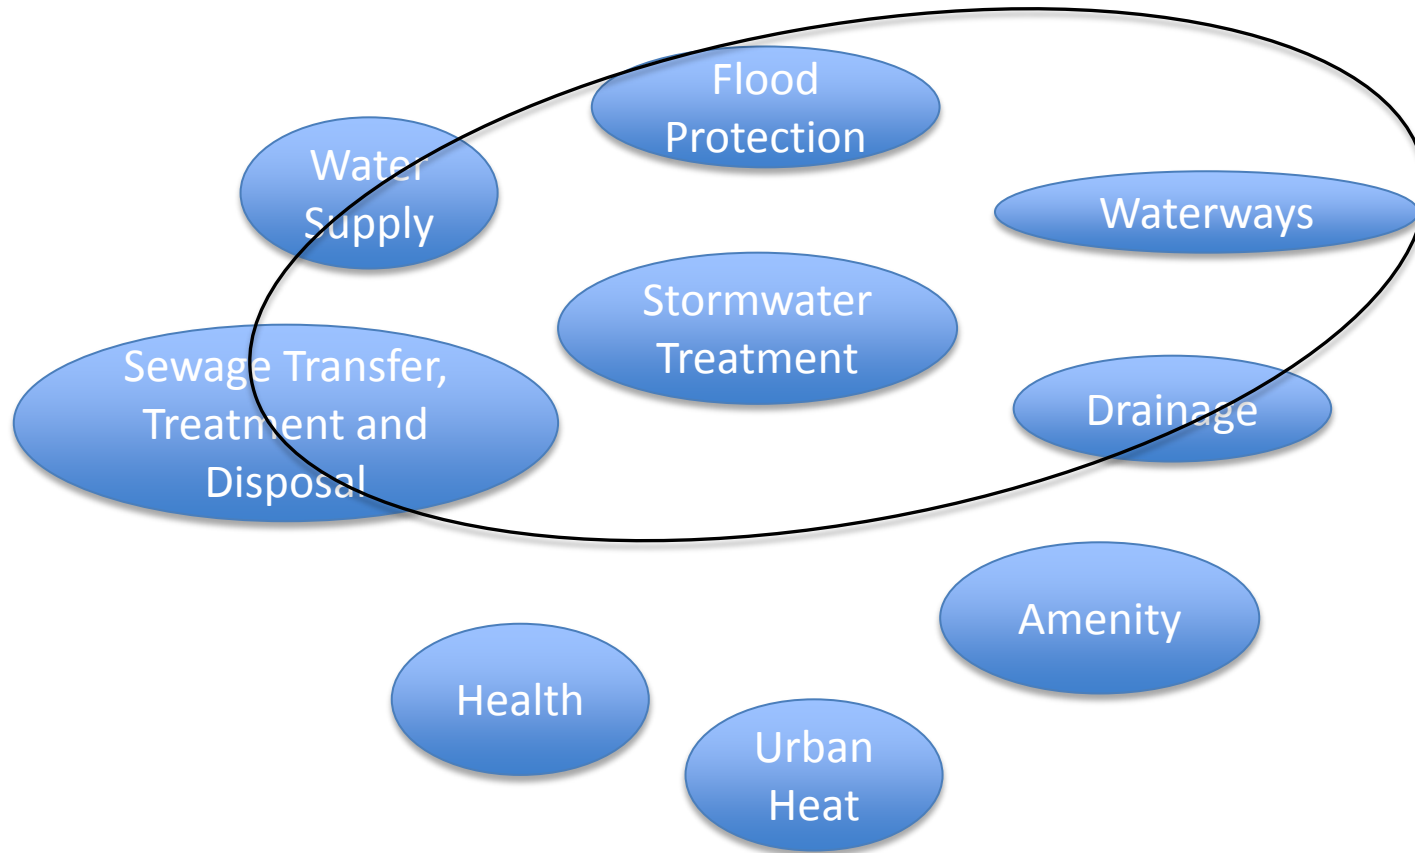 Flood
Protection
Water
Supply
Waterways
Stormwater
Treatment
Sewage Transfer,
Treatment and
Disposal
Drainage
Amenity
Health
Urban
Heat